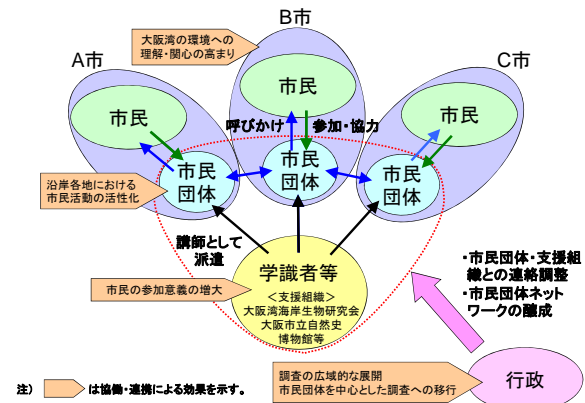 B市
大阪湾の環境への
理解・関心の高まり
A市
C市
市民
市民
市民
呼びかけ
参加・協力
市民
団体
市民
団体
市民
団体
沿岸各地における
市民活動の活性化
講師として
派遣
学識者等
＜支援組織＞
大阪湾海岸生物研究会
大阪市立自然史
博物館等
市民の参加意義の増大
・市民団体・支援組
織との連絡調整
・市民団体ネット
ワークの醸成
調査の広域的な展開
市民団体を中心とした調査への移行
行政
注） は協働・連携による効果を示す。